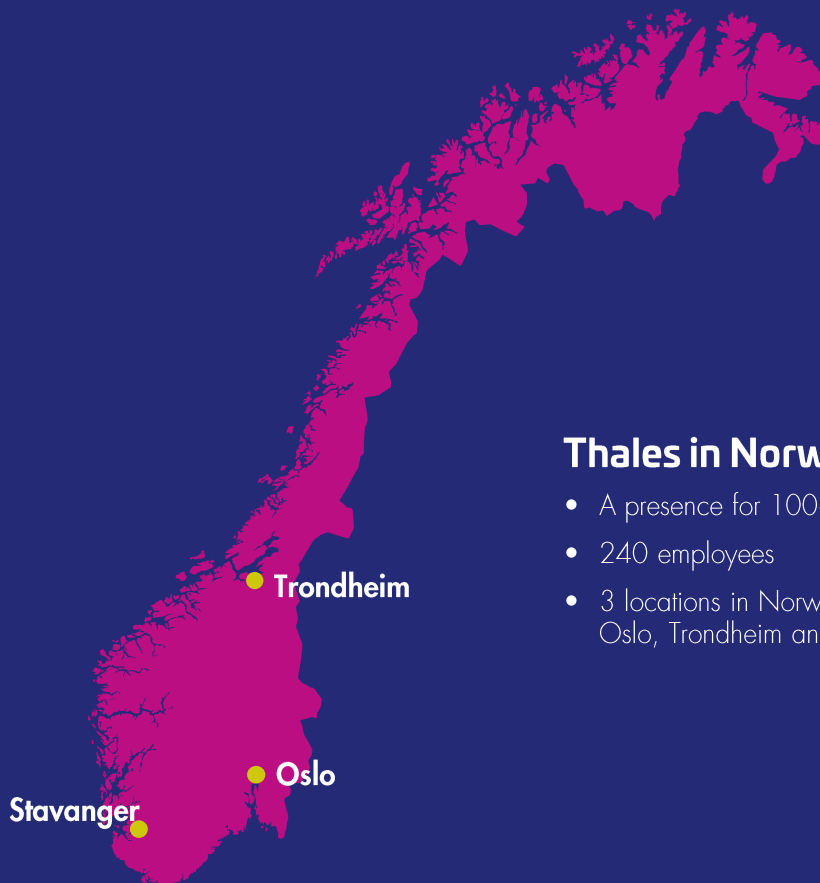 Thales in Norw
• A presence for 100
• 240 employees
• 3 locations in Norw
Oslo, Trondheim an
Trondheim
Oslo
Stavanger